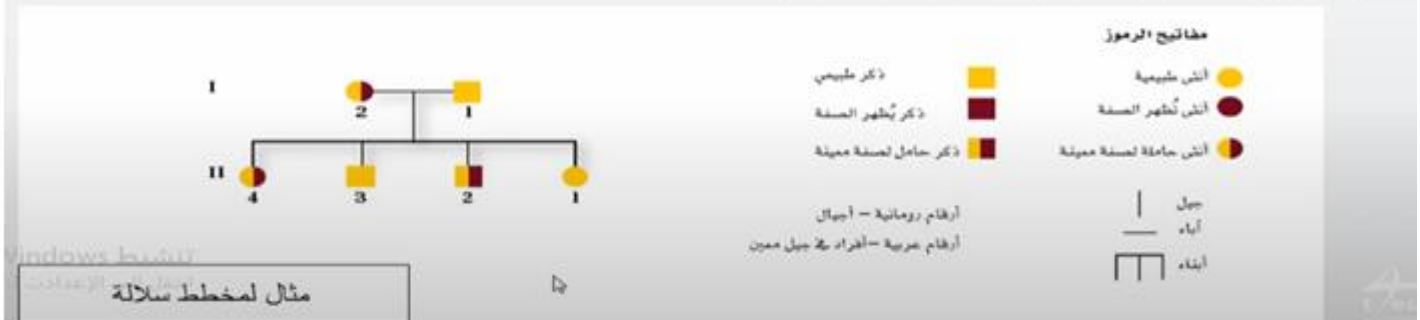 مفاتيح الرموز
أنثى طبيعية
ذكر طبيعي
أنثى تُظهر الصفة
ذكر يُظهر الصفة
أنثى حاملة لصفة معينة
ذكر حامل لصفة معينة
جيل
آباء
أبناء
أرقام رومانية – أجيال
أرقام عربية – أفراد في جيل معين
I
1 2
II
1 2 3 4
تنشيط Windows
مثال لمخطط سلالة